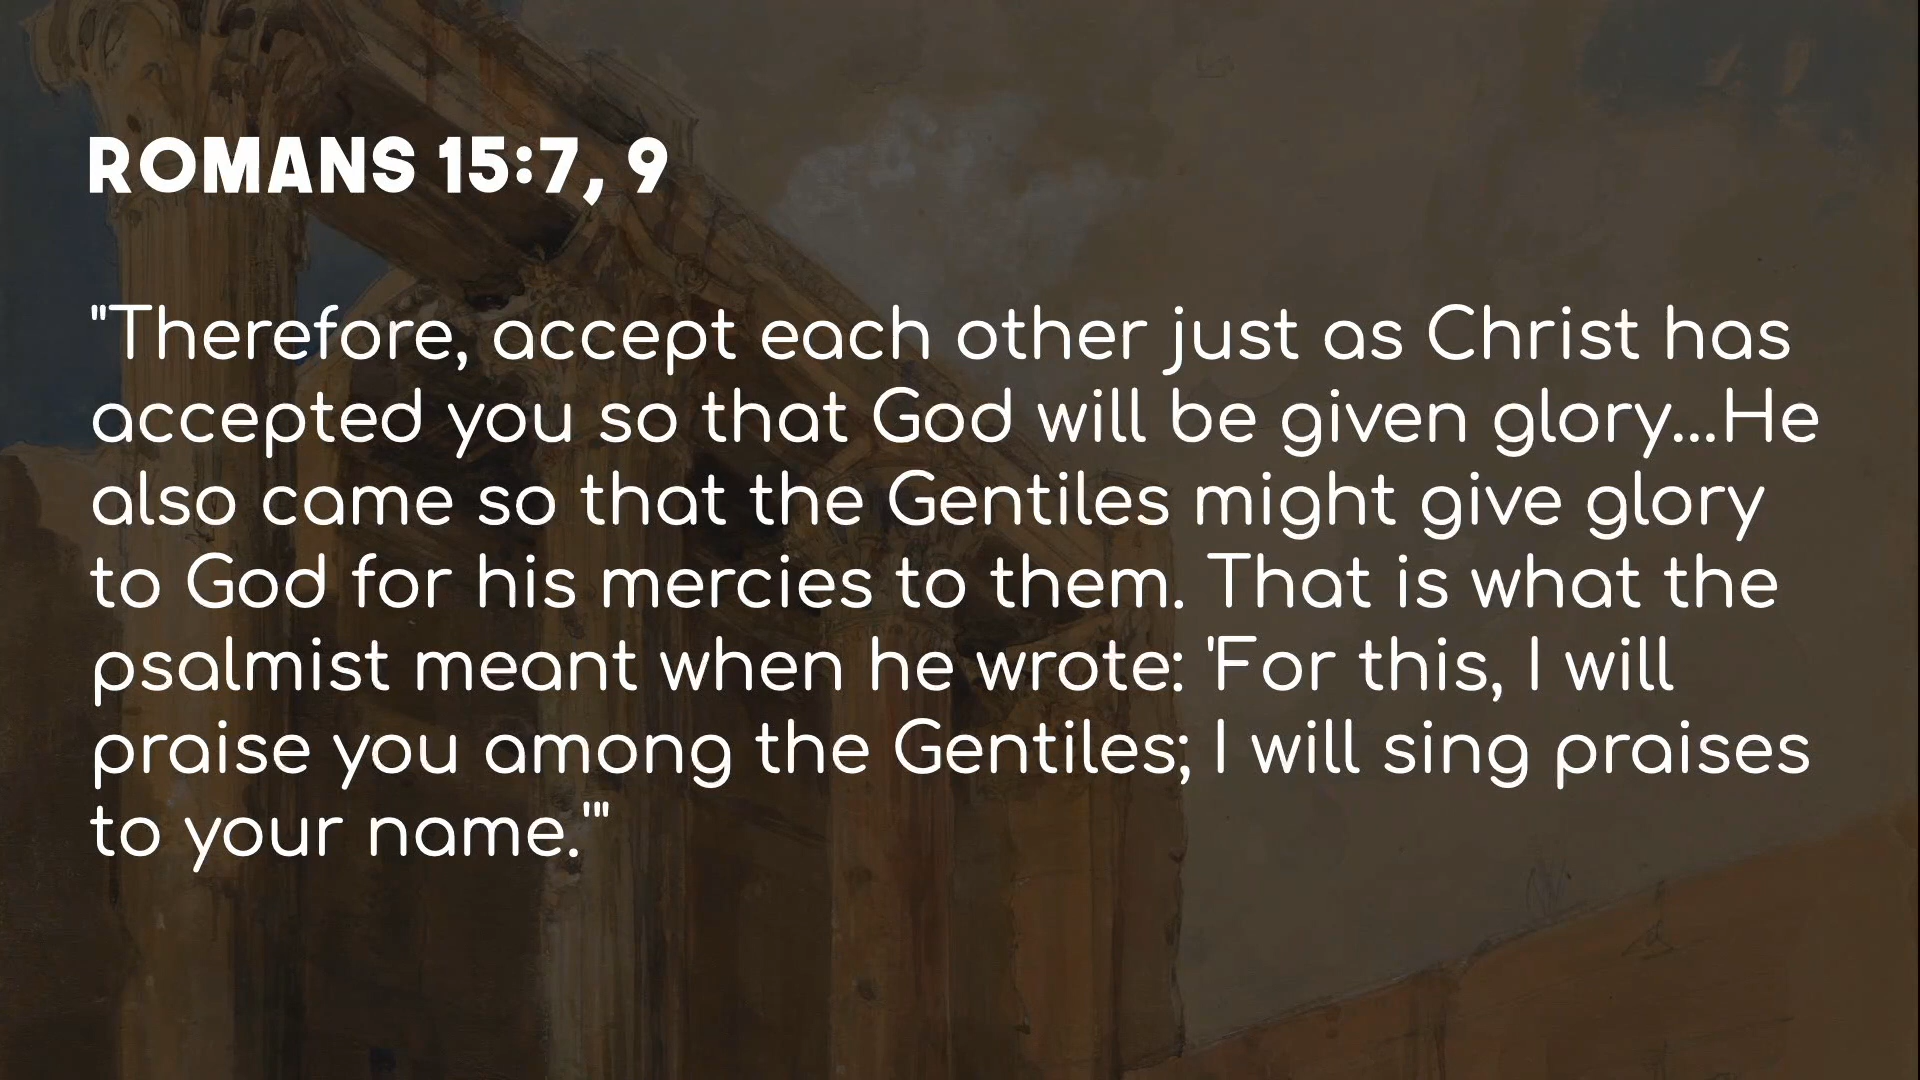 ROMANS 15:7, 9
"Therefore, accept each other just as Christ has
accepted you so that God will be given glory...He
also came so that the Gentiles might give glory
to God for his mercies to them. That is what the
psalmist meant when he wrote: 'For this, I will
praise you among the Gentiles; I will sing praises
to your name.'"